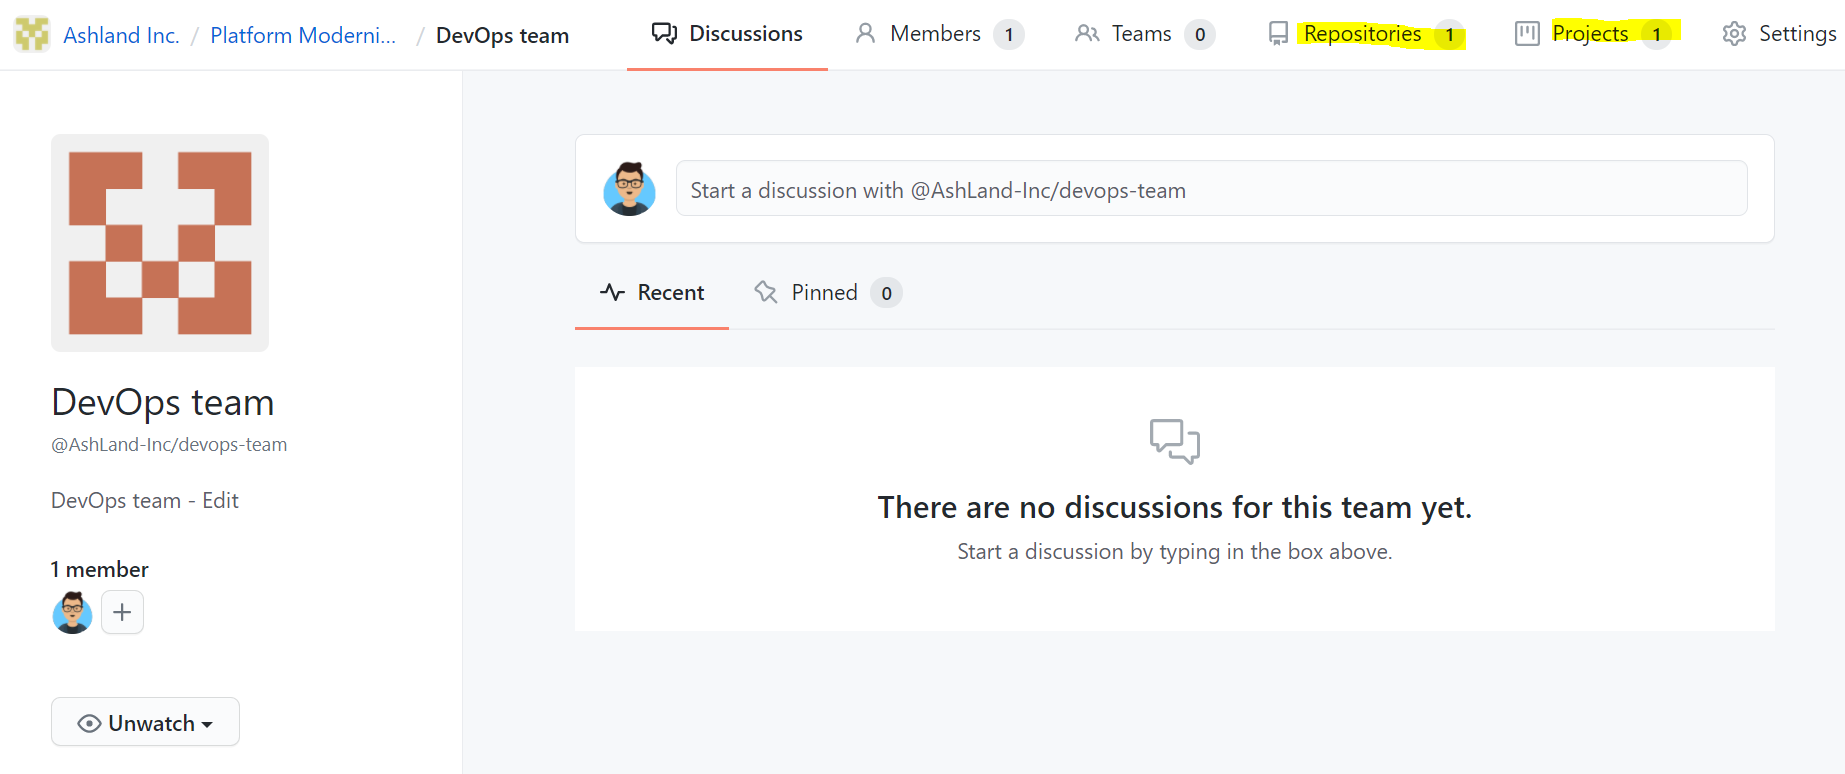 Ashland Inc. / Platform Moderni... / DevOps team
Discussions Members 1 Teams 0 Repositories 1 Projects 1 Settings
Start a discussion with @AshLand-Inc/devops-team
Recent Pinned 0
DevOps team
@AshLand-Inc/devops-team
DevOps team - Edit
There are no discussions for this team yet.
Start a discussion by typing in the box above.
1 member
Unwatch